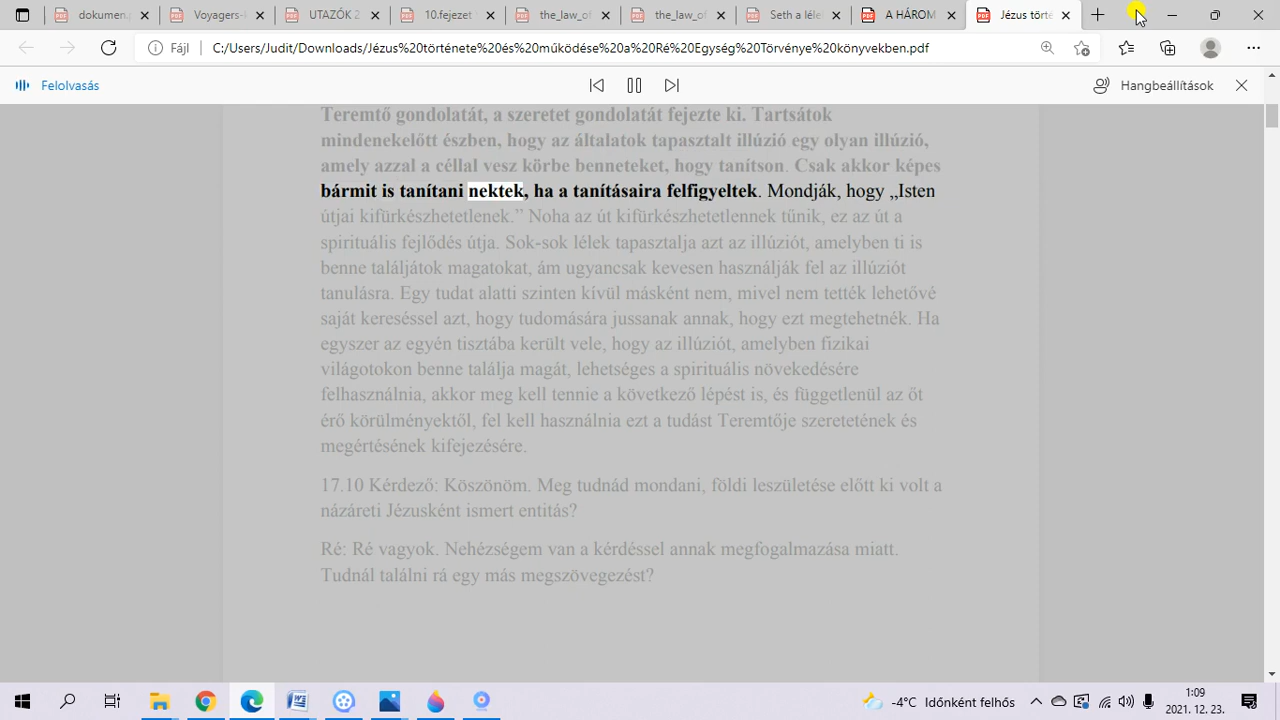 dokumen.
Voyagers-I
UTAZÓK 2
10.fejezet
the_law_of
the_law_of
Seth a léle
A HÁROM
Jézus törté
Fájl
C:/Users/Judit/Downloads/Jézus%20története%20és%20működése%20a%20Ré%20Egység%20Törvénye%20könyvekben.pdf
Felolvasás
Hangbeállítások
Teremtő gondolatát, a szeretet gondolatát fejezte ki. Tartsátok
mindenekelőtt észben, hogy az általatok tapasztalt illúzió egy olyan illúzió,
amely azzal a céllal vesz körbe benneteket, hogy tanítson. Csak akkor képes
bármit is tanítani nektek, ha a tanításaira felfigyeltek. Mondják, hogy „Isten
útjai kifürkészhetetlenek.” Noha az út kifürkészhetetlennek tűnik, ez az út a
spirituális fejlődés útja. Sok-sok lélek tapasztalja azt az illúziót, amelyben ti is
benne találjátok magatokat, ám ugyancsak kevesen használják fel az illúziót
tanulásra. Egy tudat alatti szinten kívül másként nem, mivel nem tették lehetővé
saját kereséssel azt, hogy tudomására jussanak annak, hogy ezt megtehetnék. Ha
egyszer az egyén tisztába került vele, hogy az illúziót, amelyben fizikai
világotokon benne találja magát, lehetséges a spirituális növekedésére
felhasználnia, akkor meg kell tennie a következő lépést is, és függetlenül az őt
érő körülményektől, fel kell használnia ezt a tudást Teremtője szeretetének és
megértésének kifejezésére.
17.10 Kérdező: Köszönöm. Meg tudnád mondani, földi leszületése előtt ki volt a
názáreti Jézusként ismert entitás?
Ré: Ré vagyok. Nehézségem van a kérdéssel annak megfogalmazása miatt.
Tudnál találni rá egy más megszövegezést?
-4°C Időnként felhős
1:09
2021. 12. 23.